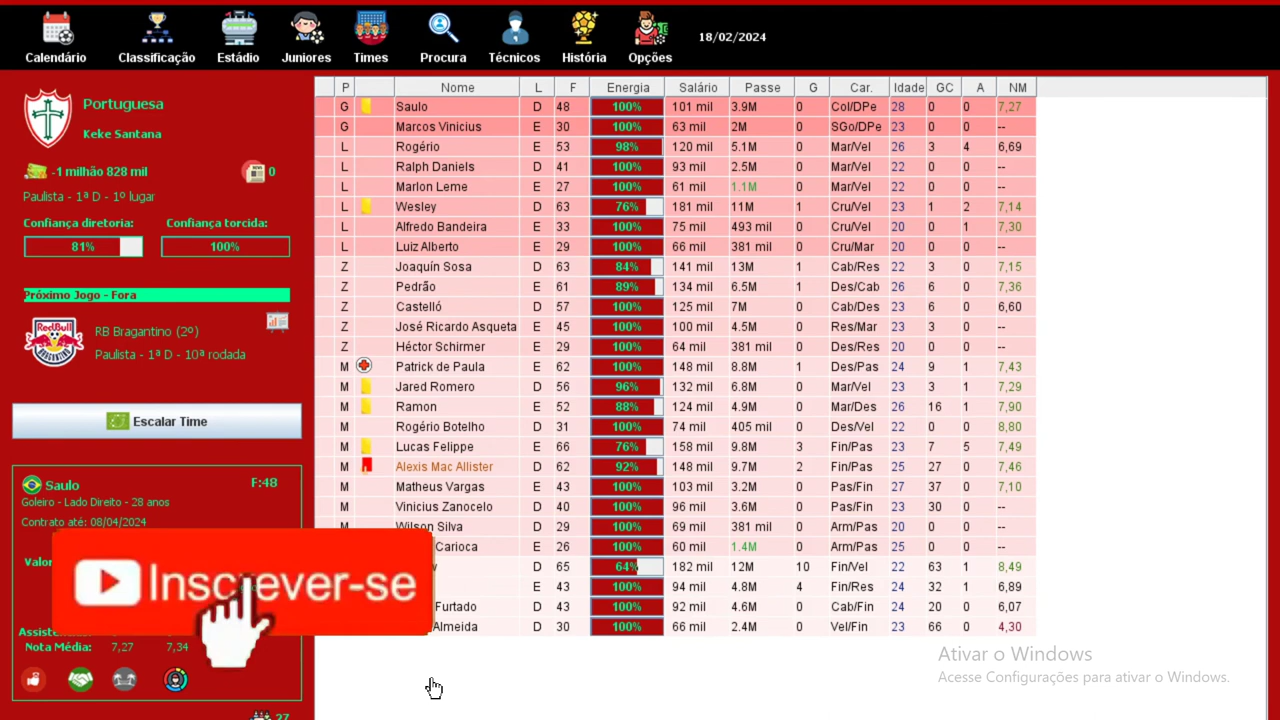 Calendário Classificação Estádio Juniores Times Procura Técnicos História Opções 18/02/2024
Portuguesa
Keke Santana
-1 milhão 828 mil 0
Paulista - 1ª D - 1º lugar
Confiança diretoria: Confiança torcida:
81% 100%
Próximo Jogo - Fora
RB Bragantino (2º)
Paulista - 1ª D - 10ª rodada
Escalar Time
Saulo F:48
Goleiro - Lado Direito - 28 anos
Contrato até: 08/04/2024
Valor
Inscrever-se
Nota Média: 7,27 7,34
27
P Nome L F Energia Salário Passe G Car. Idade GC A NM
G Saulo D 48 100% 101 mil 3.9M 0 Col/DPe 28 0 0 7,27
G Marcos Vinicius E 30 100% 63 mil 2M 0 SGo/DPe 23 0 0 --
L Rogério E 53 98% 120 mil 5.1M 0 Mar/Vel 26 3 4 6,69
L Ralph Daniels D 41 100% 93 mil 2.5M 0 Mar/Vel 22 0 0 --
L Marlon Leme E 27 100% 61 mil 1.1M 0 Mar/Vel 22 0 0 --
L Wesley D 63 76% 181 mil 11M 1 Cru/Vel 23 1 2 7,14
L Alfredo Bandeira E 33 100% 75 mil 493 mil 0 Cru/Vel 20 0 1 7,30
L Luiz Alberto E 29 100% 66 mil 381 mil 0 Cru/Mar 20 0 0 --
Z Joaquín Sosa D 63 84% 141 mil 13M 1 Cab/Res 22 3 0 7,15
Z Pedrão E 61 89% 134 mil 6.5M 1 Des/Cab 26 6 0 7,36
Z Castelló D 57 100% 125 mil 7M 0 Cab/Des 23 6 0 6,60
Z José Ricardo Asqueta E 45 100% 100 mil 4.5M 0 Res/Mar 23 3 0 --
Z Héctor Schirmer E 29 100% 64 mil 381 mil 0 Des/Res 20 0 0 --
M Patrick de Paula E 62 100% 148 mil 8.8M 1 Des/Pas 24 9 1 7,43
M Jared Romero D 56 96% 132 mil 6.8M 0 Mar/Vel 23 3 1 7,29
M Ramon E 52 88% 124 mil 4.9M 0 Mar/Des 26 16 1 7,90
M Rogério Botelho D 31 100% 74 mil 405 mil 0 Des/Vel 22 0 0 8,80
M Lucas Felippe E 66 76% 158 mil 9.8M 3 Fin/Pas 23 7 5 7,49
M Alexis Mac Allister D 62 92% 148 mil 9.7M 2 Fin/Pas 25 27 0 7,46
M Matheus Vargas E 43 100% 103 mil 3.2M 0 Pas/Fin 27 37 0 7,10
M Vinicius Zanocelo D 40 100% 96 mil 3.6M 0 Pas/Fin 23 30 0 --
M Wilson Silva D 29 100% 69 mil 381 mil 0 Arm/Pas 20 0 0 --
Carioca E 26 100% 60 mil 1.4M 0 Arm/Pas 25 0 0 --
D 65 64% 182 mil 12M 10 Fin/Vel 22 63 1 8,49
E 43 100% 94 mil 4.8M 4 Fin/Res 24 32 1 6,89
Furtado D 43 100% 92 mil 4.6M 0 Cab/Fin 24 20 0 6,07
Almeida D 30 100% 66 mil 2.4M 0 Vel/Fin 23 66 0 4,30
Ativar o Windows
Acesse Configurações para ativar o Windows.